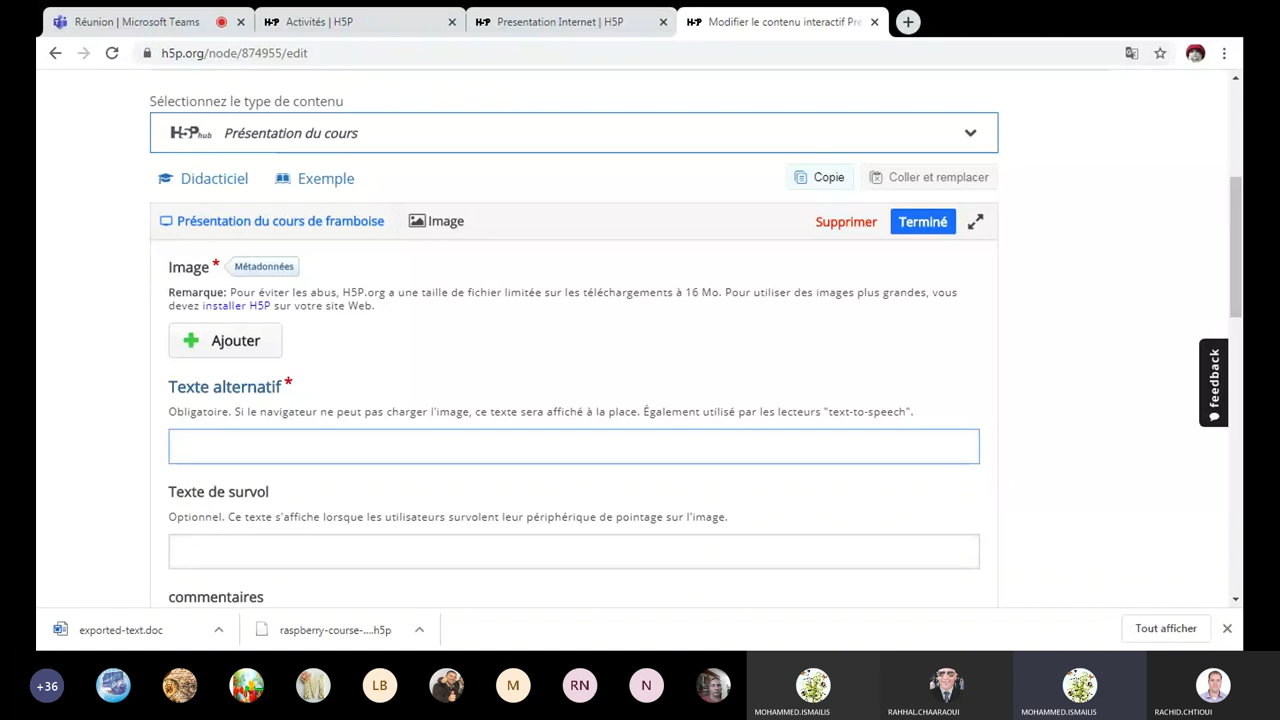 Réunion | Microsoft Teams
H5P Activités | H5P
H5P Presentation Internet | H5P
H5P Modifier le contenu interactif Pré
h5p.org/node/874955/edit
Sélectionnez le type de contenu
H5P hub Présentation du cours
Didacticiel
Exemple
Copie
Coller et remplacer
Présentation du cours de framboise
Image
Supprimer
Terminé
Image * Métadonnées
Remarque: Pour éviter les abus, H5P.org a une taille de fichier limitée sur les téléchargements à 16 Mo. Pour utiliser des images plus grandes, vous
devez installer H5P sur votre site Web.
Ajouter
Texte alternatif *
Obligatoire. Si le navigateur ne peut pas charger l'image, ce texte sera affiché à la place. Également utilisé par les lecteurs "text-to-speech".
Texte de survol
Optionnel. Ce texte s'affiche lorsque les utilisateurs survolent leur périphérique de pointage sur l'image.
commentaires
feedback
exported-text.doc
raspberry-course-....h5p
Tout afficher
+36
LB
M
RN
N
MOHAMMED.ISMAILIS
RAHHAL.CHAARAOUI
MOHAMMED.ISMAILIS
RACHID.CHTIOUI